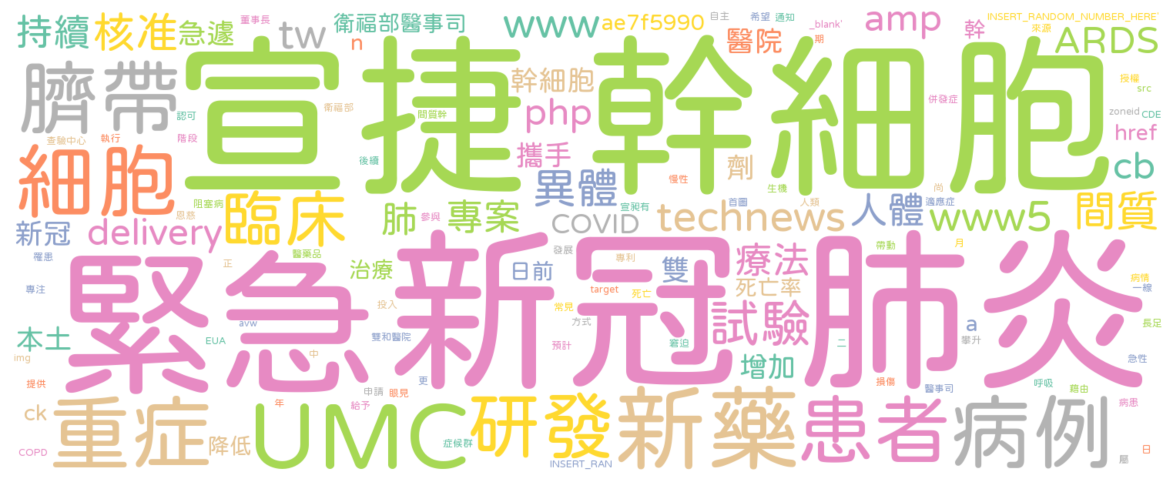 董事長
自主
希望
通知
_blank'
INSERT_RANDOM_NUMBER_HERE'
持續
核准
急遽
tw
衛福部醫事司
www
ae7f5990
amp
期
來源
n
醫院
幹
ARDS
臍帶
宣捷幹細胞
幹細胞
授權
src
衛福部
併發症
認可
間質幹
php
zoneid
CDE
查驗中心
執行
階段
href
細胞
後續
攜手
劑
cb
慢性
異體
生機
尚
阻塞病
恩慈
臨床
肺
參與
專案
宣昶有
百圖
人類
適應症
人體
間質
新冠
delivery
COVID
technews
www5
醫藥品
正
發展
專利
帶動
月
罹患
緊急
新冠肺炎
治療
日前
雙
療法
病情
一線
target
死亡
死亡率
專注
投入
常見
試驗
長足
avw
方式
a
本土
EUA
雙和醫院
二
攀升
img
中
預計
窘迫
增加
急性
提供
申請
眼見
更
損傷
醫事司
呼吸
藉由
ck
重症
年
給予
研發
新藥
患者
病例
病患
UMC
降低
症候群
COPD
INSERT_RAN
日
犀